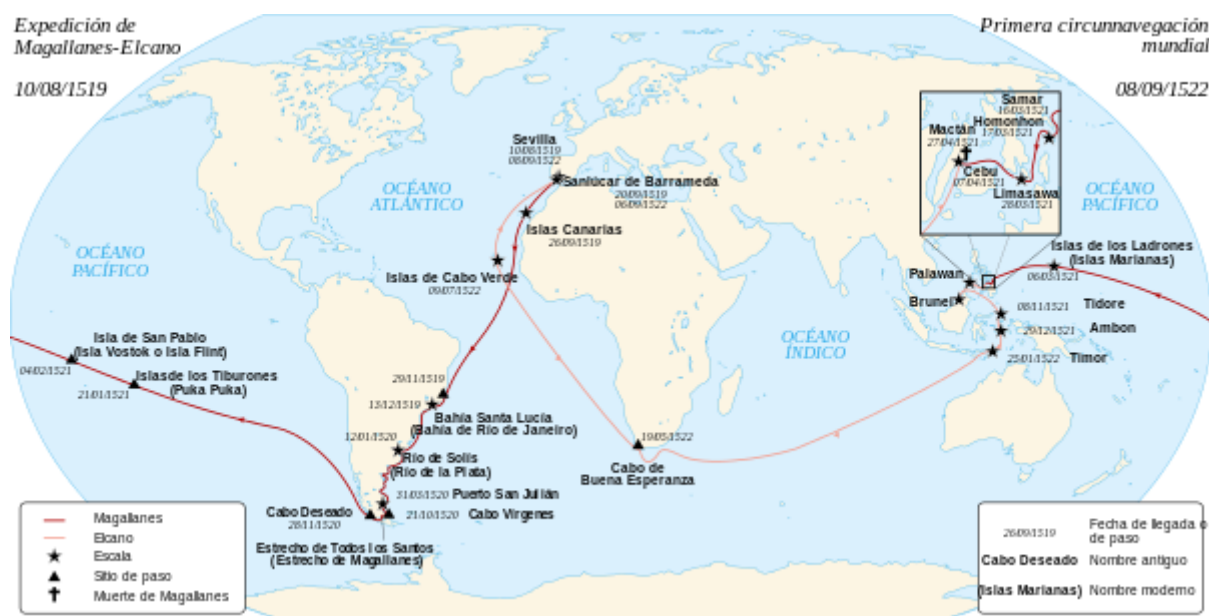 Expedición de
Magallanes-Elcano
10/08/1519
Primera circunnavegación
mundial
08/09/1522
Samar
16/03/1521
Homonhon
17/03/1521
Mactán
27/04/1521
Cebu
07/04/1521
Limasawa
28/03/1521
Sevilla
10/08/1519
08/09/1522
Sanlúcar de Barrameda
20/09/1519
06/09/1522
OCÉANO
ATLÁNTICO
OCÉANO
PACÍFICO
Islas Canarias
26/09/1519
OCÉANO
PACÍFICO
Islas de los Ladrones
(Islas Marianas)
06/03/1521
Islas de Cabo Verde
09/07/1522
Palawan
Brunei
08/11/1521 Tidore
29/12/1521 Ambon
25/01/1522 Timor
OCÉANO
ÍNDICO
Isla de San Pablo
(Isla Vostok o Isla Flint)
04/02/1521
Islasde los Tiburones
(Puka Puka)
21/01/1521
29/11/1519
13/12/1519
Bahía Santa Lucía
(Bahía de Río de Janeiro)
12/01/1520
Río de Solís
(Río de la Plata)
19/05/1522
Cabo de
Buena Esperanza
31/03/1520 Puerto San Julián
Cabo Deseado
28/11/1520
21/10/1520 Cabo Vírgenes
Estrecho de Todos los Santos
(Estrecho de Magallanes)
Magallanes
Elcano
Escala
Sitio de paso
Muerte de Magallanes
26/09/1519 Fecha de llegada o
de paso
Cabo Deseado Nombre antiguo
(Islas Marianas) Nombre moderno